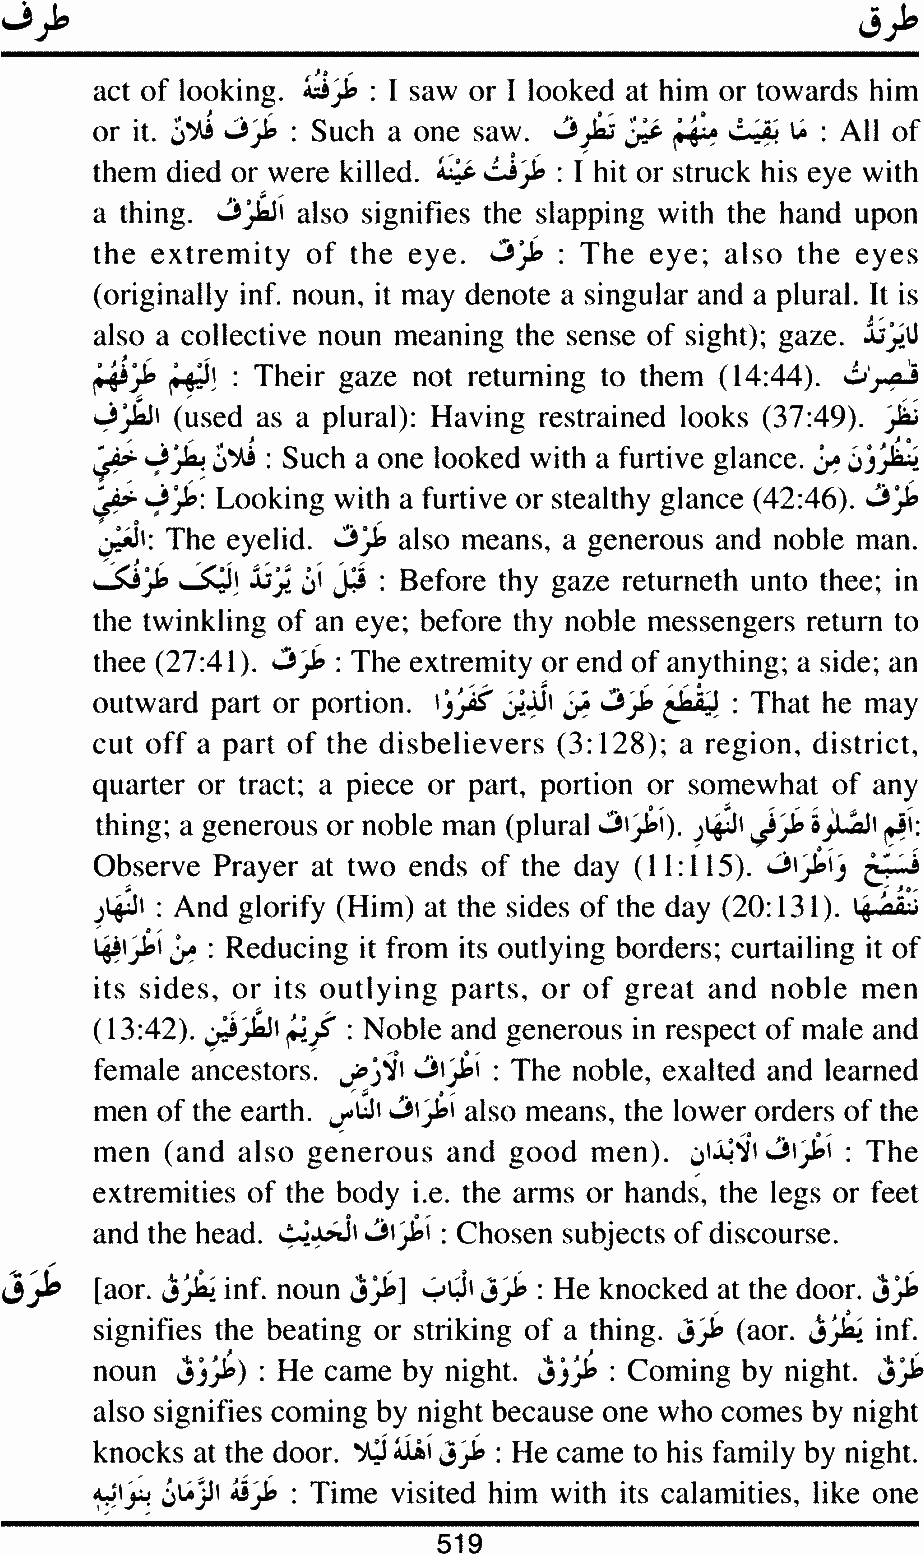 طرف طرق
act of looking. طَرَفْتُهٗ : I saw or I looked at him or towards him
or it. طَرَفَ فُلَانٌ : Such a one saw. مَا بَقِيَتْ مِنْهُمْ عَيْنٌ تَطْرِفُ : All of
them died or were killed. طَرَفْتُ عَيْنَهٗ : I hit or struck his eye with
a thing. اَلطَّرْفُ also signifies the slapping with the hand upon
the extremity of the eye. طَرْفٌ : The eye; also the eyes
(originally inf. noun, it may denote a singular and a plural. It is
also a collective noun meaning the sense of sight); gaze. لَايَرْتَدُّ
اِلَيْهِمْ طَرْفُهُمْ : Their gaze not returning to them (14:44). قٰصِرٰتُ
الطَّرْفِ (used as a plural): Having restrained looks (37:49). نَظَرَ
فُلَانٌ بِطَرْفٍ خَفِيٍّ : Such a one looked with a furtive glance. يَنْظُرُوْنَ مِنْ
طَرْفٍ خَفِيٍّ: Looking with a furtive or stealthy glance (42:46). طَرْفُ
الْعَيْنِ: The eyelid. طَرْفٌ also means, a generous and noble man.
قَبْلَ اَنْ يَّرْتَدَّ اِلَيْكَ طَرْفُكَ : Before thy gaze returneth unto thee; in
the twinkling of an eye; before thy noble messengers return to
thee (27:41). طَرَفٌ : The extremity or end of anything; a side; an
outward part or portion. لِيَقْطَعَ طَرَفًا مِّنَ الَّذِيْنَ كَفَرُوْا : That he may
cut off a part of the disbelievers (3:128); a region, district,
quarter or tract; a piece or part, portion or somewhat of any
thing; a generous or noble man (plural اَطْرَافٌ). اَقِمِ الصَّلٰوةَ طَرَفَيِ النَّهَارِ:
Observe Prayer at two ends of the day (11:115). فَسَبِّحْ وَاَطْرَافَ
النَّهَارِ : And glorify (Him) at the sides of the day (20:131). نَنْقُصُهَا
مِنْ اَطْرَافِهَا : Reducing it from its outlying borders; curtailing it of
its sides, or its outlying parts, or of great and noble men
(13:42). كَرِيْمُ الطَّرَفَيْنِ : Noble and generous in respect of male and
female ancestors. اَطْرَافُ الْاَرْضِ : The noble, exalted and learned
men of the earth. اَطْرَافُ النَّاسِ also means, the lower orders of the
men (and also generous and good men). اَطْرَافُ الْاَبْدَانِ : The
extremities of the body i.e. the arms or hands, the legs or feet
and the head. اَطْرَافُ الْحَدِيْثِ : Chosen subjects of discourse.
طَرَقَ [aor. يَطْرُقُ inf. noun طَرْقٌ] طَرَقَ الْبَابَ : He knocked at the door. طَرْقٌ
signifies the beating or striking of a thing. طَرَقَ (aor. يَطْرُقُ inf.
noun طُرُوْقٌ) : He came by night. طُرُوْقٌ : Coming by night. طَرْقٌ
also signifies coming by night because one who comes by night
knocks at the door. طَرَقَ اَهْلَهٗ لَيْلًا : He came to his family by night.
طَرَقَهُ الزَّمَانُ بِنَوَائِبِهٖ : Time visited him with its calamities, like one
519